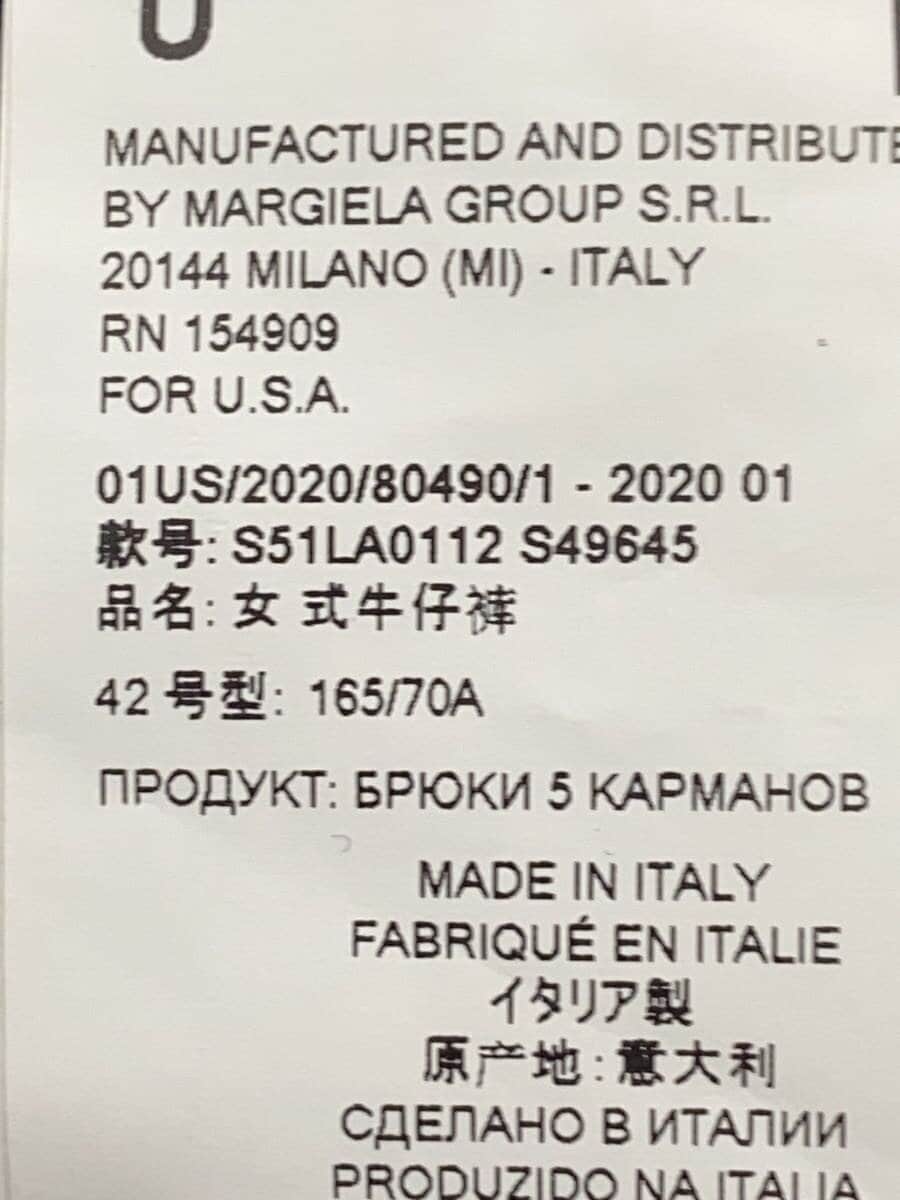 MANUFACTURED AND DISTRIBUTE
BY MARGIELA GROUP S.R.L.
20144 MILANO (MI) - ITALY
RN 154909
FOR U.S.A.
01US/2020/80490/1 - 2020 01
款号: S51LA0112 S49645
品名: 女 式牛仔裤
42 号型: 165/70A
ПРОДУКТ: БРЮКИ 5 КАРМАНОВ
MADE IN ITALY
FABRIQUÉ EN ITALIE
イタリア製
原产地: 意大利
СДЕЛАНО В ИТАЛИИ
PRODUZIDO NA ITALIA